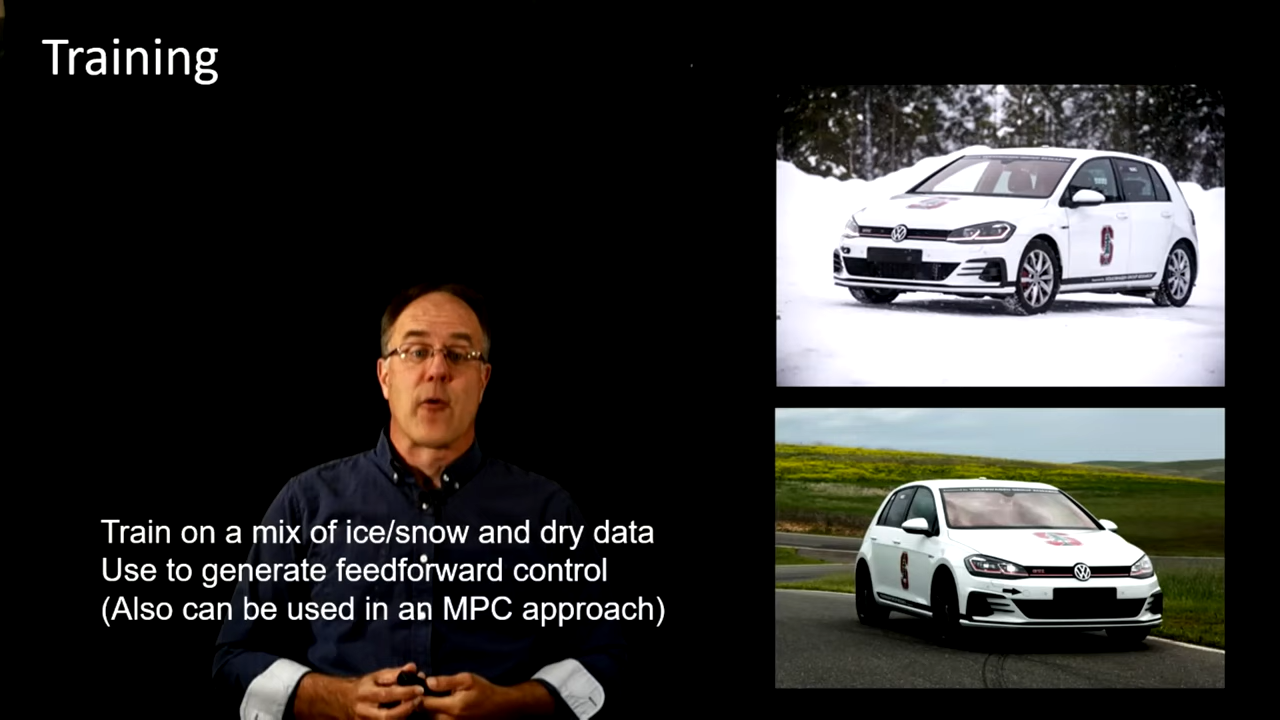 Training
Train on a mix of ice/snow and dry data
Use to generate feedforward control
(Also can be used in an MPC approach)